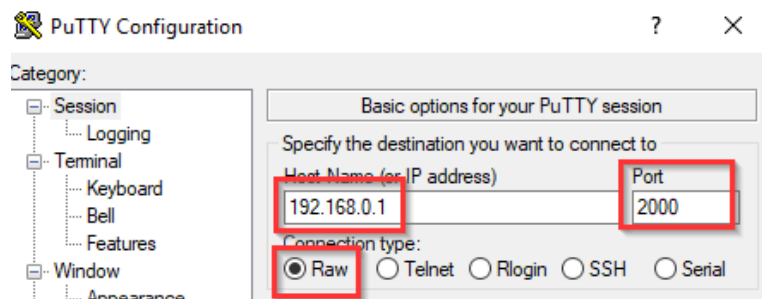 PuTTY Configuration ? ×
Category:
Session
Logging
Terminal
Keyboard
Bell
Features
Window
Appearance
Basic options for your PuTTY session
Specify the destination you want to connect to
Host Name (or IP address) Port
192.168.0.1 2000
Connection type:
Raw Telnet Rlogin SSH Serial